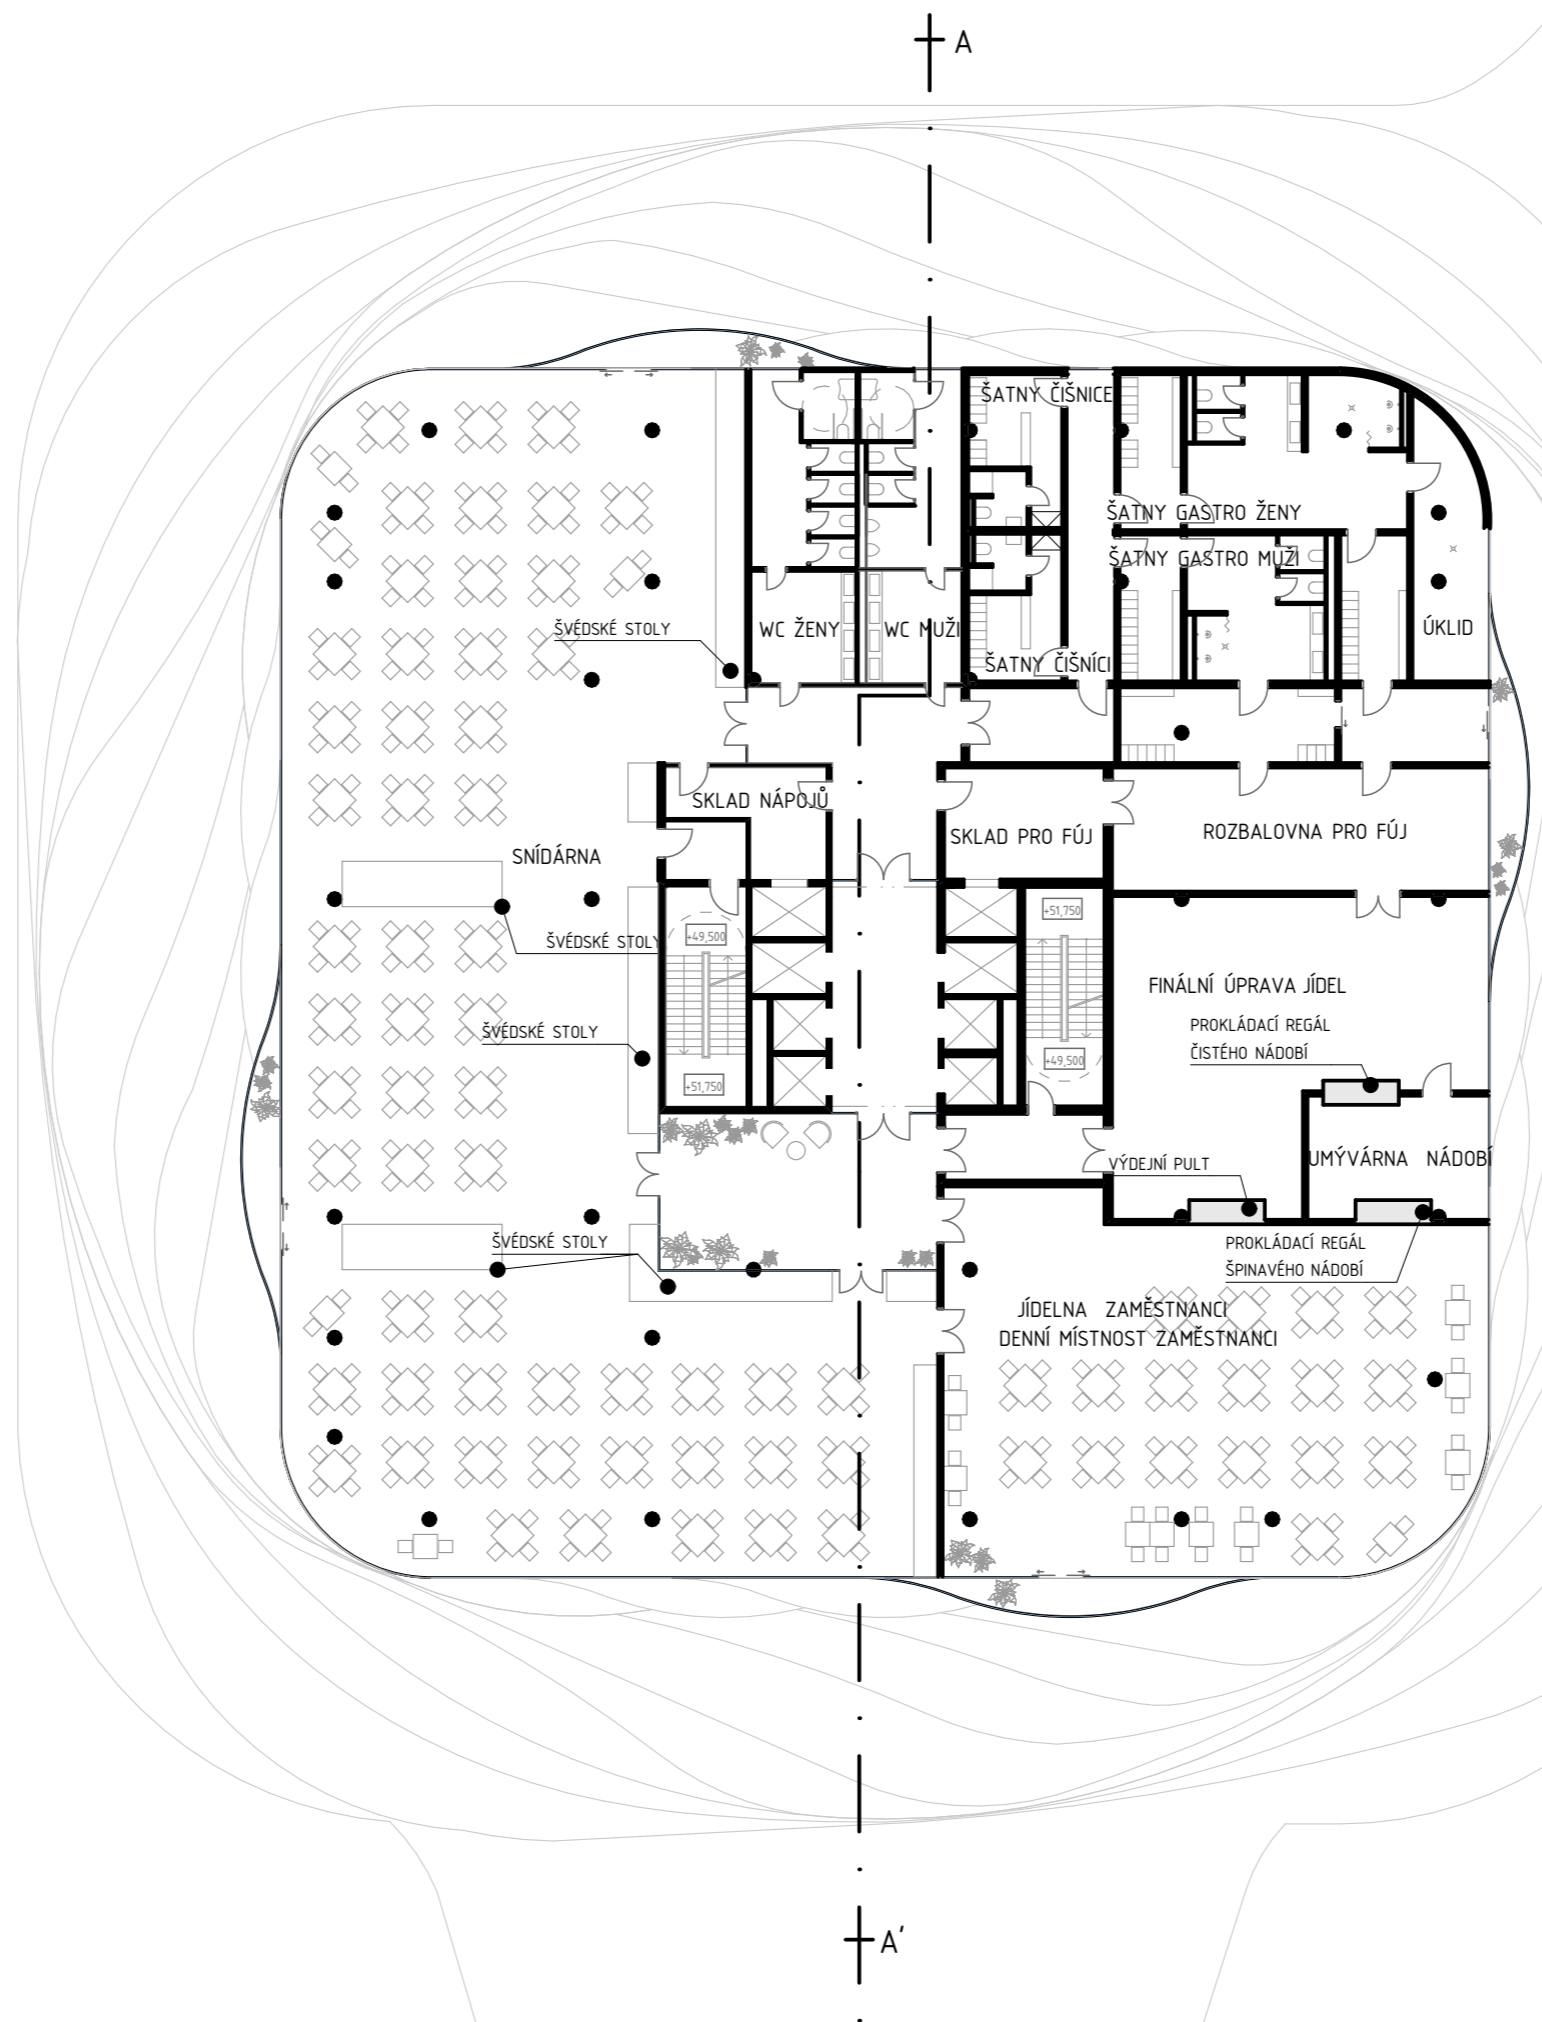 A
ŠATNY ČIŠNICE
ŠATNY GASTRO ŽENY
ŠATNY GASTRO MUŽI
ŠVÉDSKÉ STOLY
WC ŽENY
WC MUŽI
ÚKLID
ŠATNY ČIŠNÍCI
SKLAD NÁPOJŮ
SKLAD PRO FÚJ
ROZBALOVNA PRO FÚJ
SNÍDÁRNA
ŠVÉDSKÉ STOLY
+49,500
+51,750
FINÁLNÍ ÚPRAVA JÍDEL
PROKLÁDACÍ REGÁL
ČISTÉHO NÁDOBÍ
ŠVÉDSKÉ STOLY
+51,750
+49,500
VÝDEJNÍ PULT
UMÝVÁRNA NÁDOBÍ
ŠVÉDSKÉ STOLY
PROKLÁDACÍ REGÁL
ŠPINAVÉHO NÁDOBÍ
JÍDELNA ZAMĚSTNANCI
DENNÍ MÍSTNOST ZAMĚSTNANCI
A'